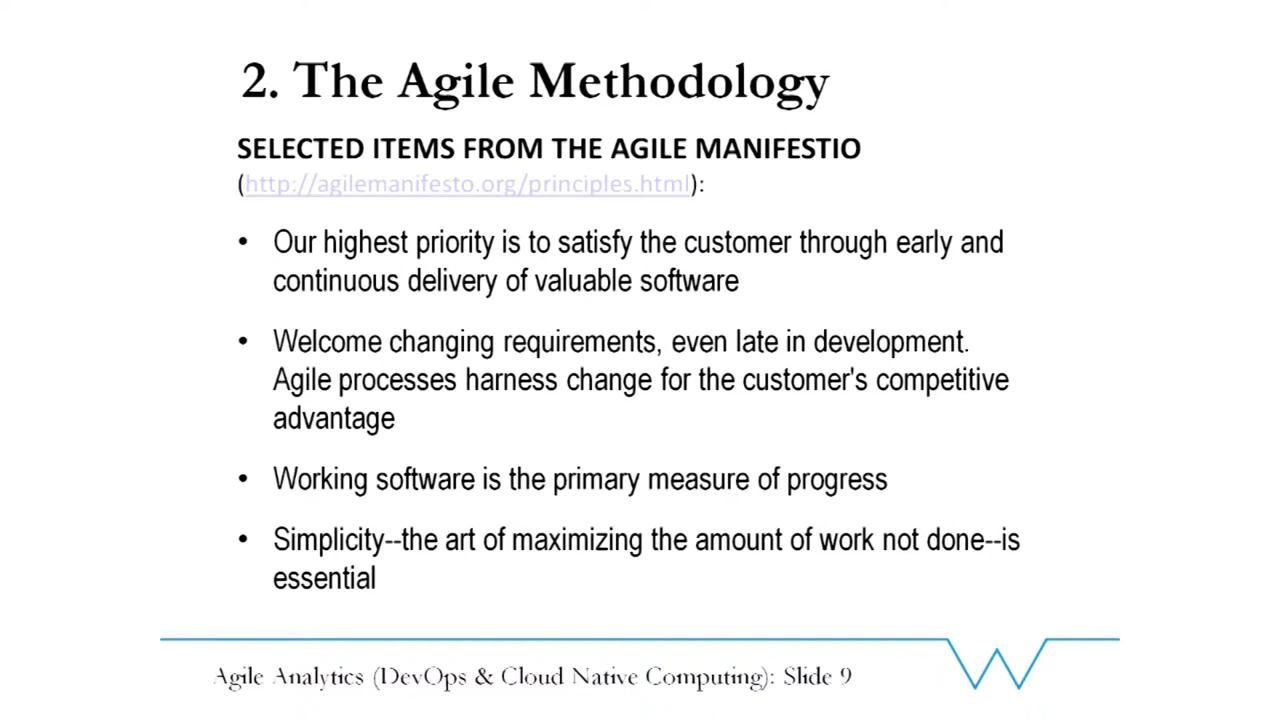 2. The Agile Methodology
SELECTED ITEMS FROM THE AGILE MANIFESTIO
(http://agilemanifesto.org/principles.html):
• Our highest priority is to satisfy the customer through early and
continuous delivery of valuable software
• Welcome changing requirements, even late in development.
Agile processes harness change for the customer's competitive
advantage
• Working software is the primary measure of progress
• Simplicity--the art of maximizing the amount of work not done--is
essential
Agile Analytics (DevOps & Cloud Native Computing): Slide 9